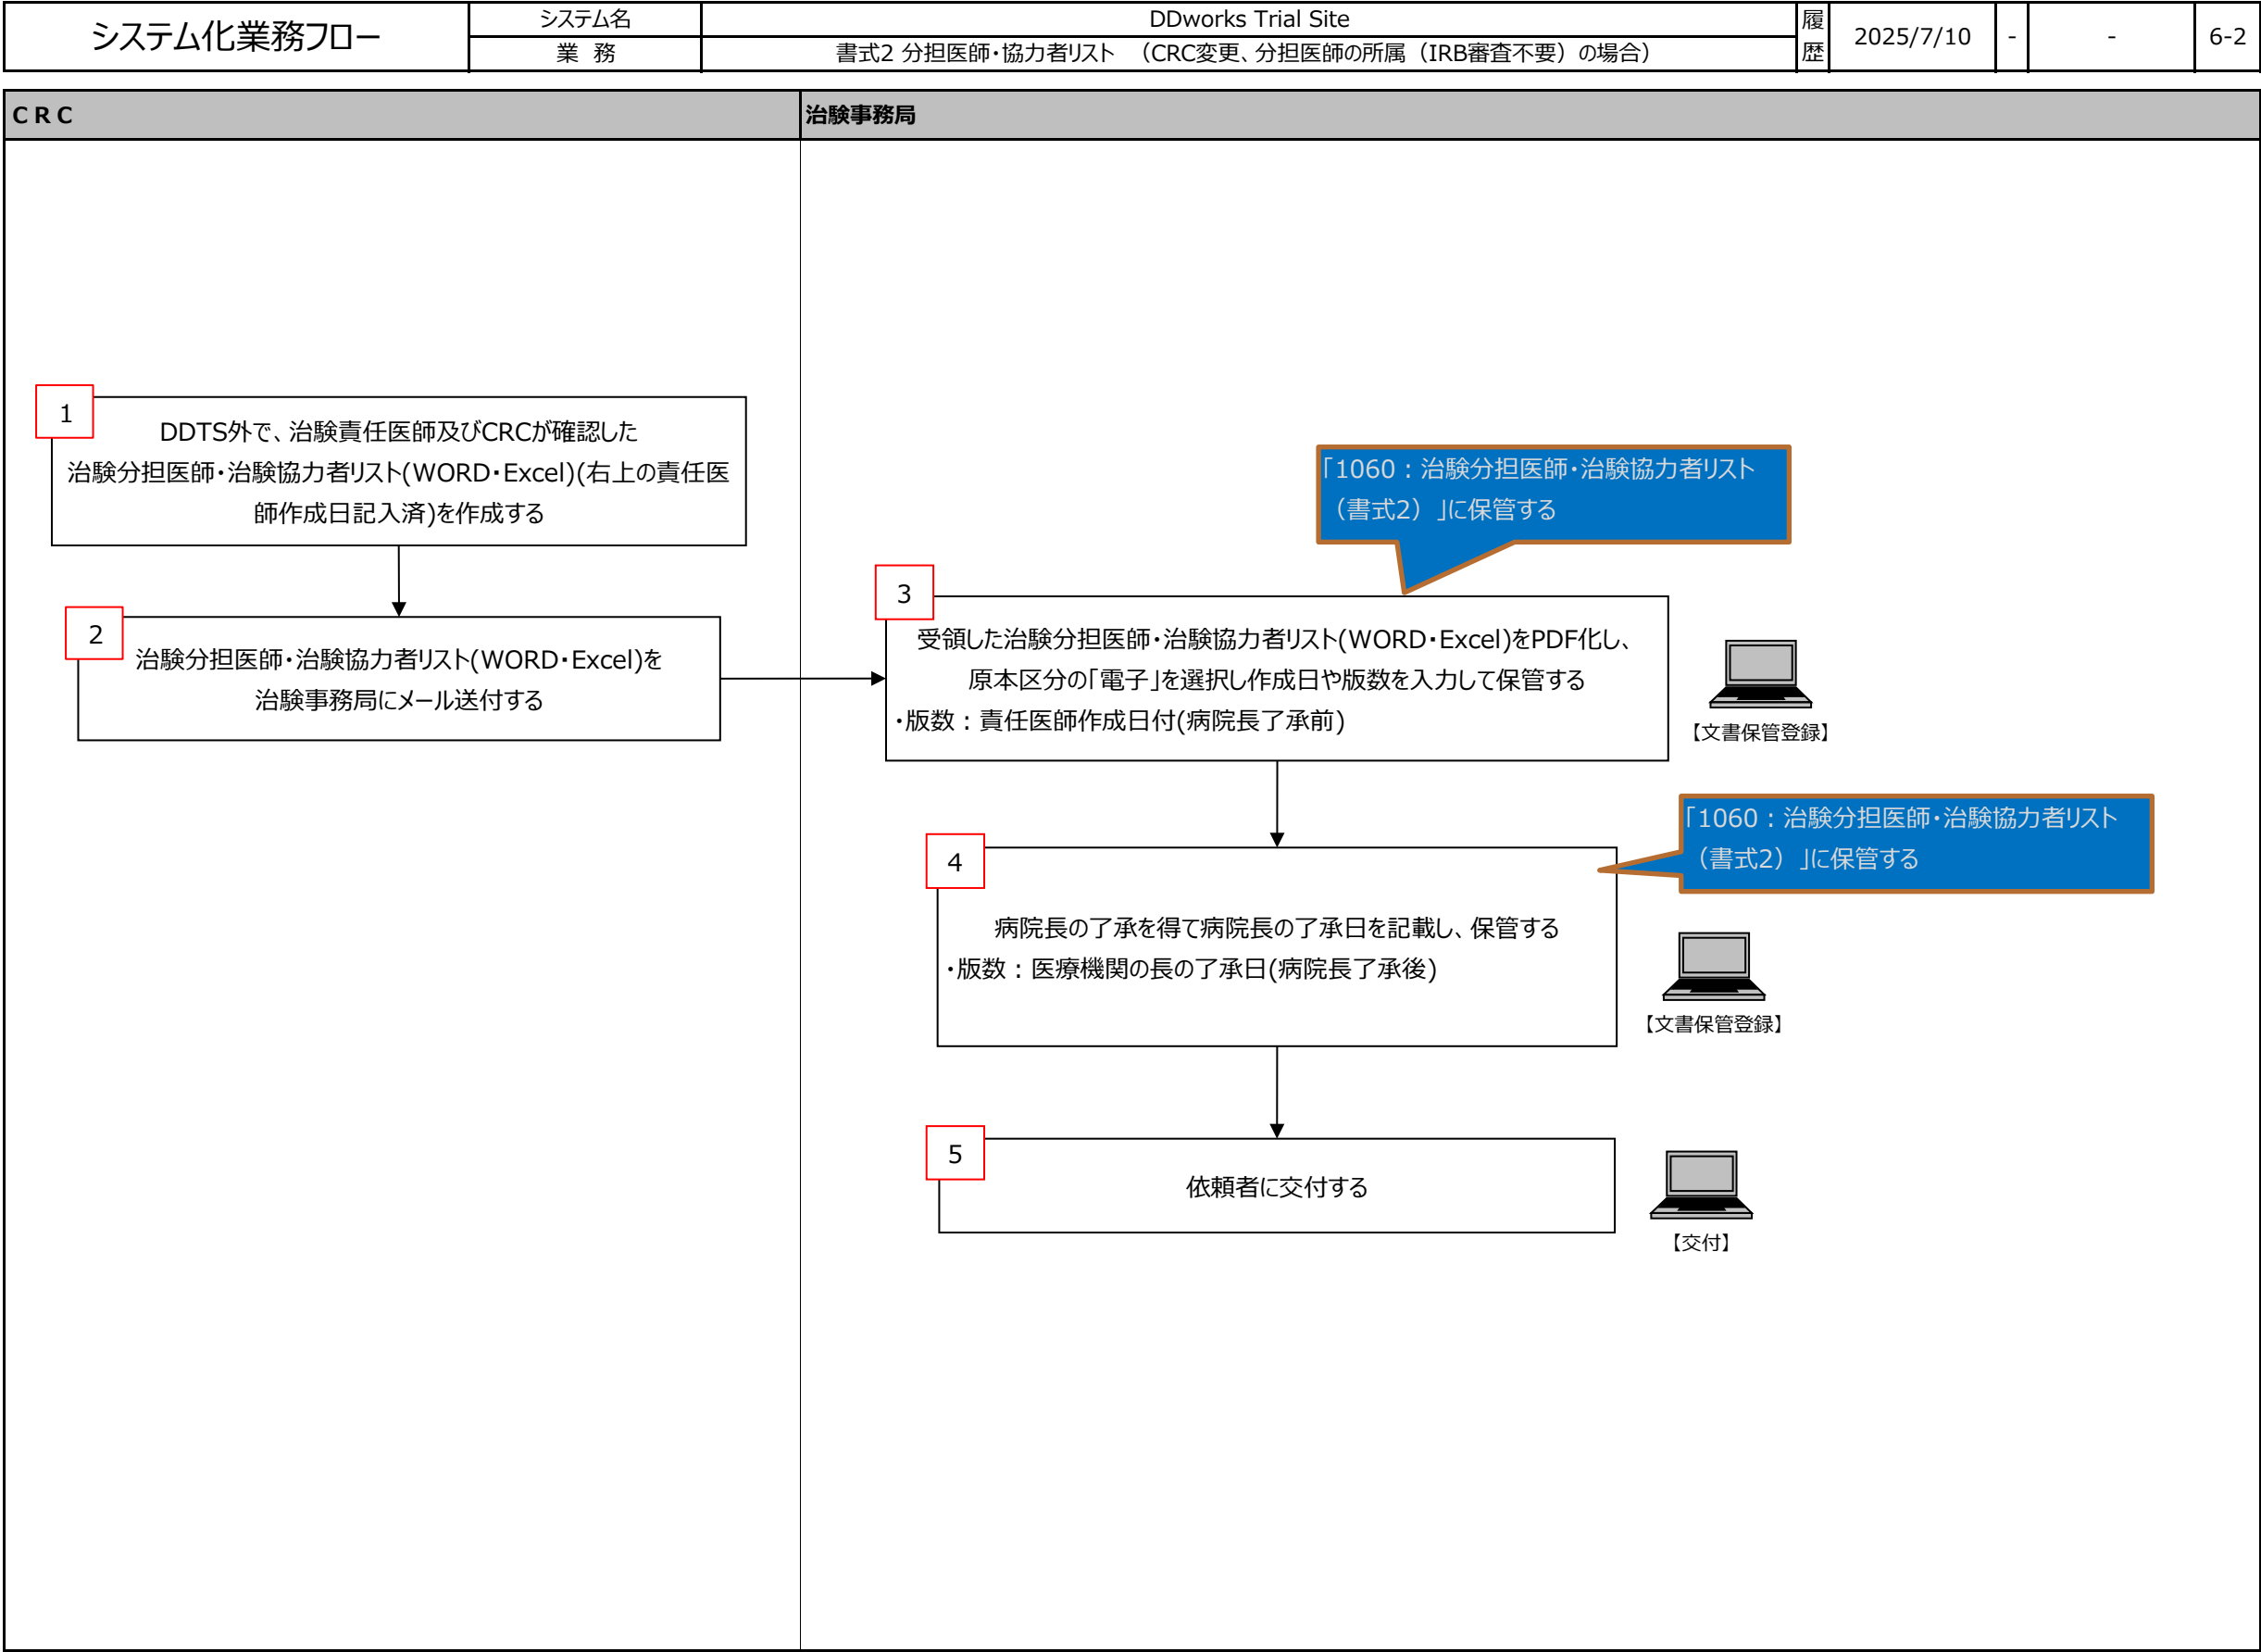 システム化業務フロー
システム名
DDworks Trial Site
履歴
2025/7/10
-
-
6-2
業 務
書式2 分担医師・協力者リスト （CRC変更、分担医師の所属（IRB審査不要）の場合）
ＣＲＣ
治験事務局
1
DDTS外で、治験責任医師及びCRCが確認した
治験分担医師・治験協力者リスト(WORD・Excel)(右上の責任医
師作成日記入済)を作成する
2
治験分担医師・治験協力者リスト(WORD・Excel)を
治験事務局にメール送付する
「1060：治験分担医師・治験協力者リスト
（書式2）」に保管する
3
受領した治験分担医師・治験協力者リスト(WORD・Excel)をPDF化し、
原本区分の「電子」を選択し作成日や版数を入力して保管する
・版数：責任医師作成日付(病院長了承前)
【文書保管登録】
「1060：治験分担医師・治験協力者リスト
（書式2）」に保管する
4
病院長の了承を得て病院長の了承日を記載し、保管する
・版数：医療機関の長の了承日(病院長了承後)
【文書保管登録】
5
依頼者に交付する
【交付】